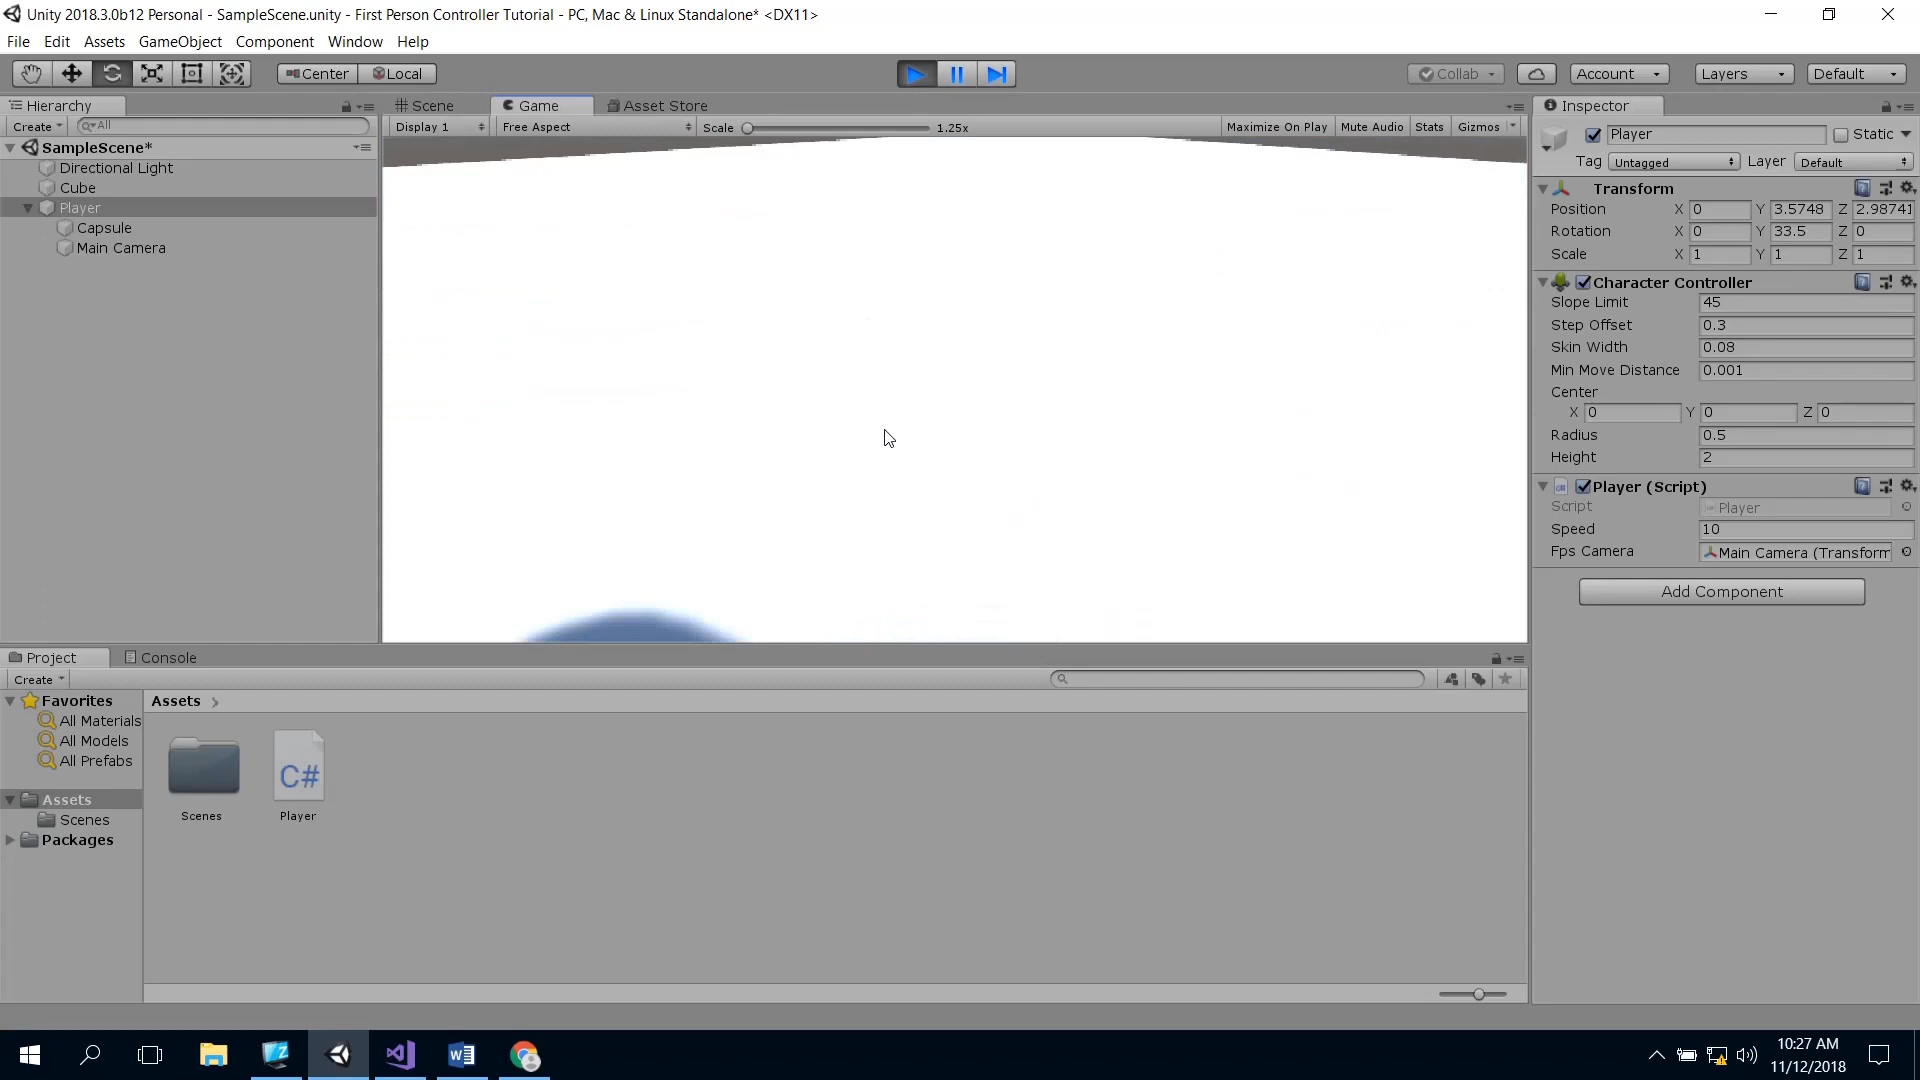 Unity 2018.3.0b12 Personal - SampleScene.unity - First Person Controller Tutorial - PC, Mac & Linux Standalone* <DX11>
File Edit Assets GameObject Component Window Help
Center Local Collab Account Layers Default
Hierarchy
Create All
SampleScene*
Directional Light
Cube
Player
Capsule
Main Camera
Scene Game Asset Store
Display 1 Free Aspect Scale 1.25x Maximize On Play Mute Audio Stats Gizmos
Inspector
Player Static
Tag Untagged Layer Default
Transform
Position X 0 Y 3.5748 Z 2.98741
Rotation X 0 Y 33.5 Z 0
Scale X 1 Y 1 Z 1
Character Controller
Slope Limit 45
Step Offset 0.3
Skin Width 0.08
Min Move Distance 0.001
Center
X 0 Y 0 Z 0
Radius 0.5
Height 2
Player (Script)
Script Player
Speed 10
Fps Camera Main Camera (Transform
Add Component
Project Console
Create
Favorites
All Materials
All Models
All Prefabs
Assets
Scenes
Packages
Assets
C#
Scenes Player
10:27 AM
11/12/2018